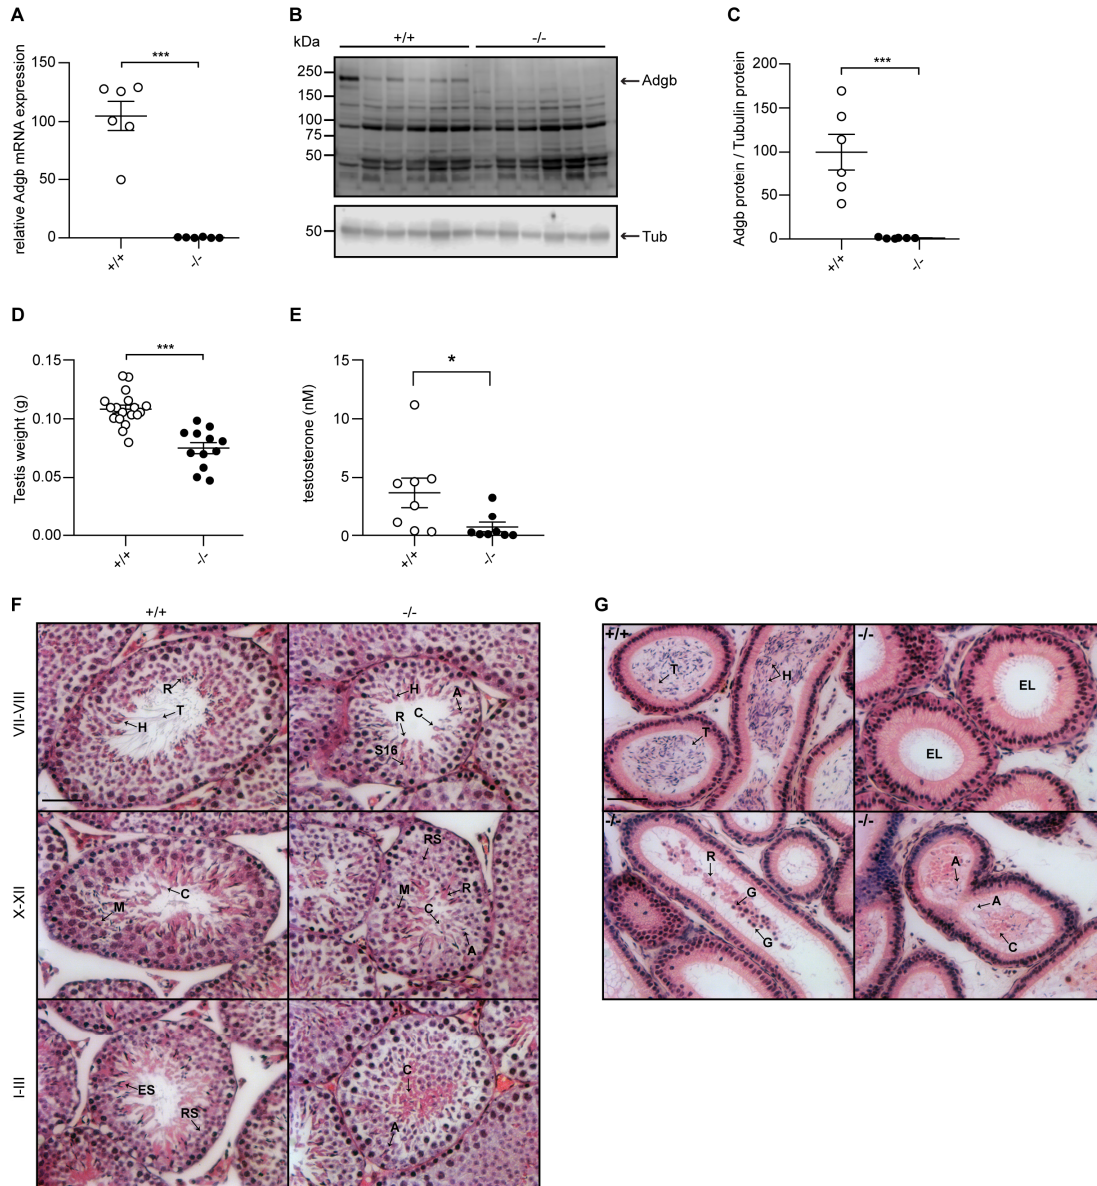 A
relative Adgb mRNA expression
150
100
50
0
***
+/+
-/-
B
kDa
+/+
-/-
250
150
100
75
50
Adgb
50
Tub
C
Adgb protein / Tubulin protein
200
150
100
50
0
***
+/+
-/-
D
Testis weight (g)
0.15
0.10
0.05
0.00
***
+/+
-/-
E
testosterone (nM)
15
10
5
0
*
+/+
-/-
F
+/+
-/-
VII-VIII
R
T
H
H
A
R
C
S16
X-XII
C
M
RS
M
R
C
A
I-III
ES
RS
C
A
G
+/+
T
H
T
-/-
EL
EL
-/-
R
G
G
-/-
A
A
C